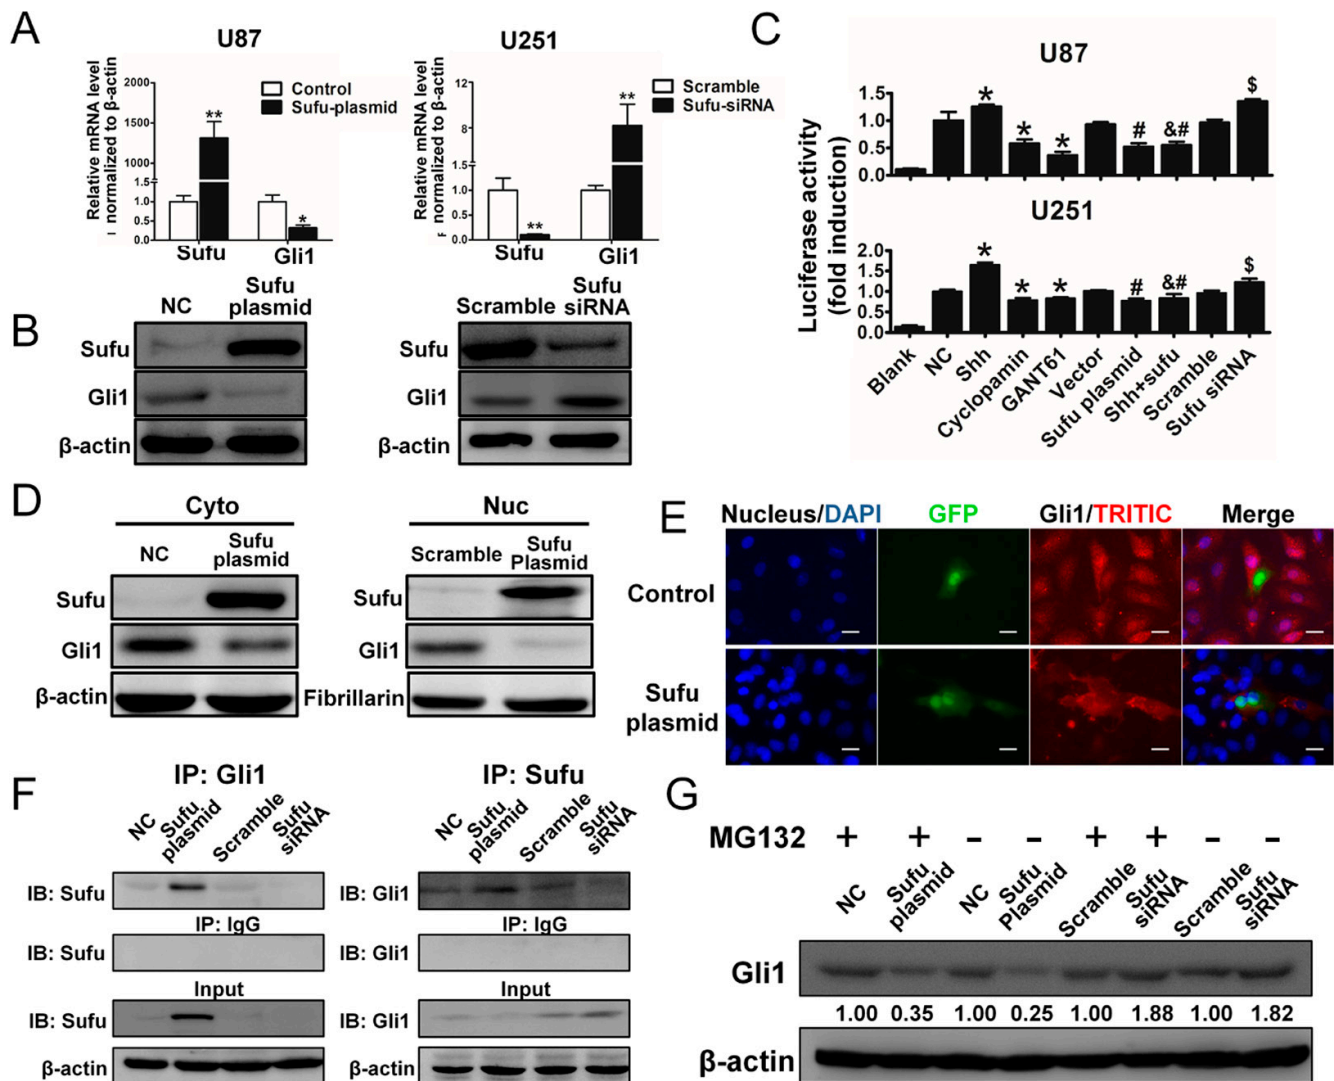 A
U87
Relative mRNA level
normalized to β-actin
2000
1500
1000
1.5
1.0
0.5
0.0
Control
Sufu-plasmid
**
*
Sufu
Gli1
U251
Relative mRNA level
normalized to β-actin
12
8
1.5
1.0
0.5
0.0
Scramble
Sufu-siRNA
**
**
Sufu
Gli1
B
NC
Sufu
plasmid
Sufu
Gli1
β-actin
Scramble
Sufu
siRNA
Sufu
Gli1
C
U87
Luciferase activity
(fold induction)
1.5
1.0
0.5
0.0
*
*
*
#
&#
$
U251
2.0
1.5
1.0
0.5
0.0
*
*
*
#
&#
$
Blank
NC
Shh
Cyclopamin
GANT61
Vector
Sufu plasmid
Shh+sufu
Scramble
Sufu siRNA
β-actin
D
Cyto
NC
Sufu
plasmid
Sufu
Gli1
β-actin
Nuc
Scramble
Sufu
Plasmid
Sufu
Gli1
Fibrillarin
E
Nucleus/DAPI
GFP
Gli1/TRITIC
Merge
Control
Sufu
plasmid
F
IP: Gli1
NC
Sufu
plasmid
Scramble
Sufu
siRNA
IB: Sufu
IP: IgG
IB: Sufu
Input
IB: Sufu
β-actin
IP: Sufu
NC
Sufu
plasmid
Scramble
Sufu
siRNA
IB: Gli1
IP: IgG
IB: Gli1
Input
IB: Gli1
β-actin
G
MG132 + + - - + + - -
NC
Sufu
plasmid
NC
Sufu
Plasmid
Scramble
Sufu
siRNA
Scramble
Sufu
siRNA
Gli1
1.00 0.35 1.00 0.25 1.00 1.88 1.00 1.82
β-actin